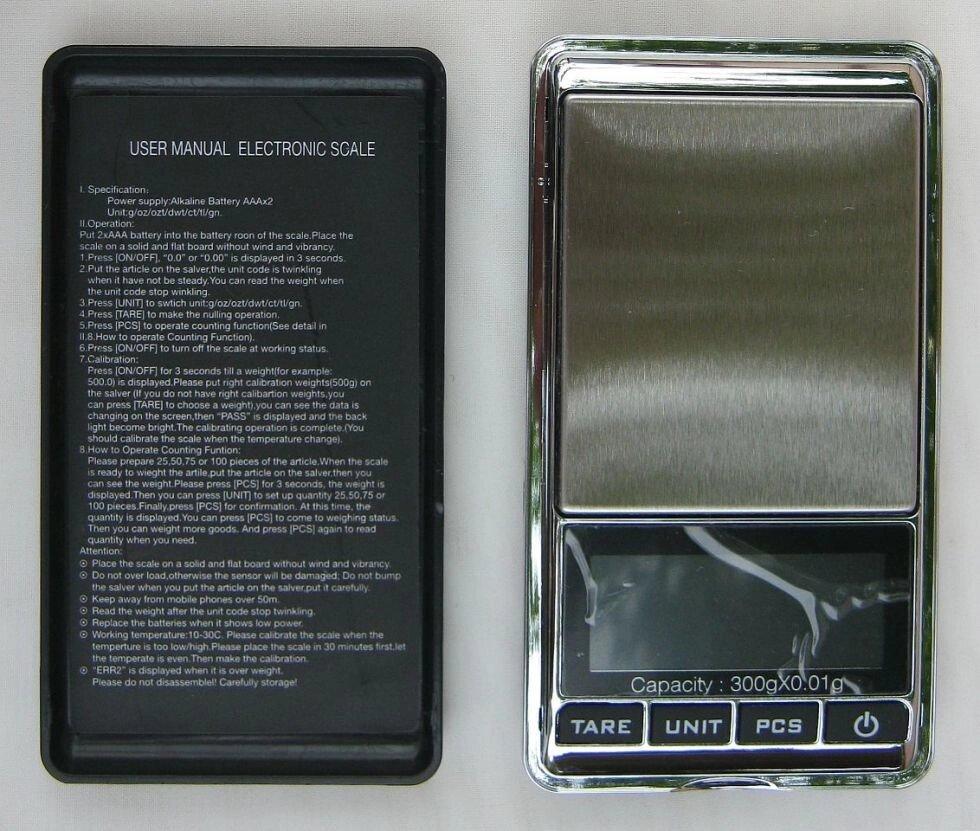 USER MANUAL ELECTRONIC SCALE
I. Specification:
Power supply:Alkaline Battery AAAx2
Unit:g/oz/ozt/dwt/ct/tl/gn.
II.Operation:
Put 2xAAA battery into the battery roon of the scale.Place the
scale on a solid and flat board without wind and vibrancy.
1.Press [ON/OFF], “0.0” or “0.00” is displayed in 3 seconds.
2.Put the article on the salver,the unit code is twinkling
when it have not be steady.You can read the weight when
the unit code stop winkling.
3.Press [UNIT] to swtich unit:g/oz/ozt/dwt/ct/tl/gn.
4.Press [TARE] to make the nulling operation.
5.Press [PCS] to operate counting function(See detail in
II.8.How to operate Counting Function).
6.Press [ON/OFF] to turn off the scale at working status.
7.Calibration:
Press [ON/OFF] for 3 seconds till a weight(for example:
500.0) is displayed.Please put right calibration weights(500g) on
the salver (If you do not have right calibartion weights,you
can press [TARE] to choose a weight),you can see the data is
changing on the screen,then “PASS” is displayed and the back
light become bright.The calibrating operation is complete.(You
should calibrate the scale when the temperature change).
8.How to Operate Counting Funtion:
Please prepare 25,50,75 or 100 pieces of the article.When the scale
is ready to wieght the artile,put the article on the salver,then you
can see the weight.Please press [PCS] for 3 seconds, the weight is
displayed.Then you can press [UNIT] to set up quantity 25,50,75 or
100 pieces.Finally,press [PCS] for confirmation. At this time, the
quantity is displayed.You can press [PCS] to come to weighing status.
Then you can weight more goods. And press [PCS] again to read
quantity when you need.
Attention:
⊙ Place the scale on a solid and flat board without wind and vibrancy.
⊙ Do not over load,otherwise the sensor will be damaged; Do not bump
the salver when you put the article on the salver,put it carefully.
⊙ Keep away from mobile phones over 50m.
⊙ Read the weight after the unit code stop twinkling.
⊙ Replace the batteries when it shows low power.
⊙ Working temperature:10-30C. Please calibrate the scale when the
temperture is too low/high.Please place the scale in 30 minutes first,let
the temperate is even.Then make the calibration.
⊙ “ERR2” is displayed when it is over weight.
Please do not disassemble! Carefully storage!
Capacity : 300gX0.01g
TARE UNIT PCS